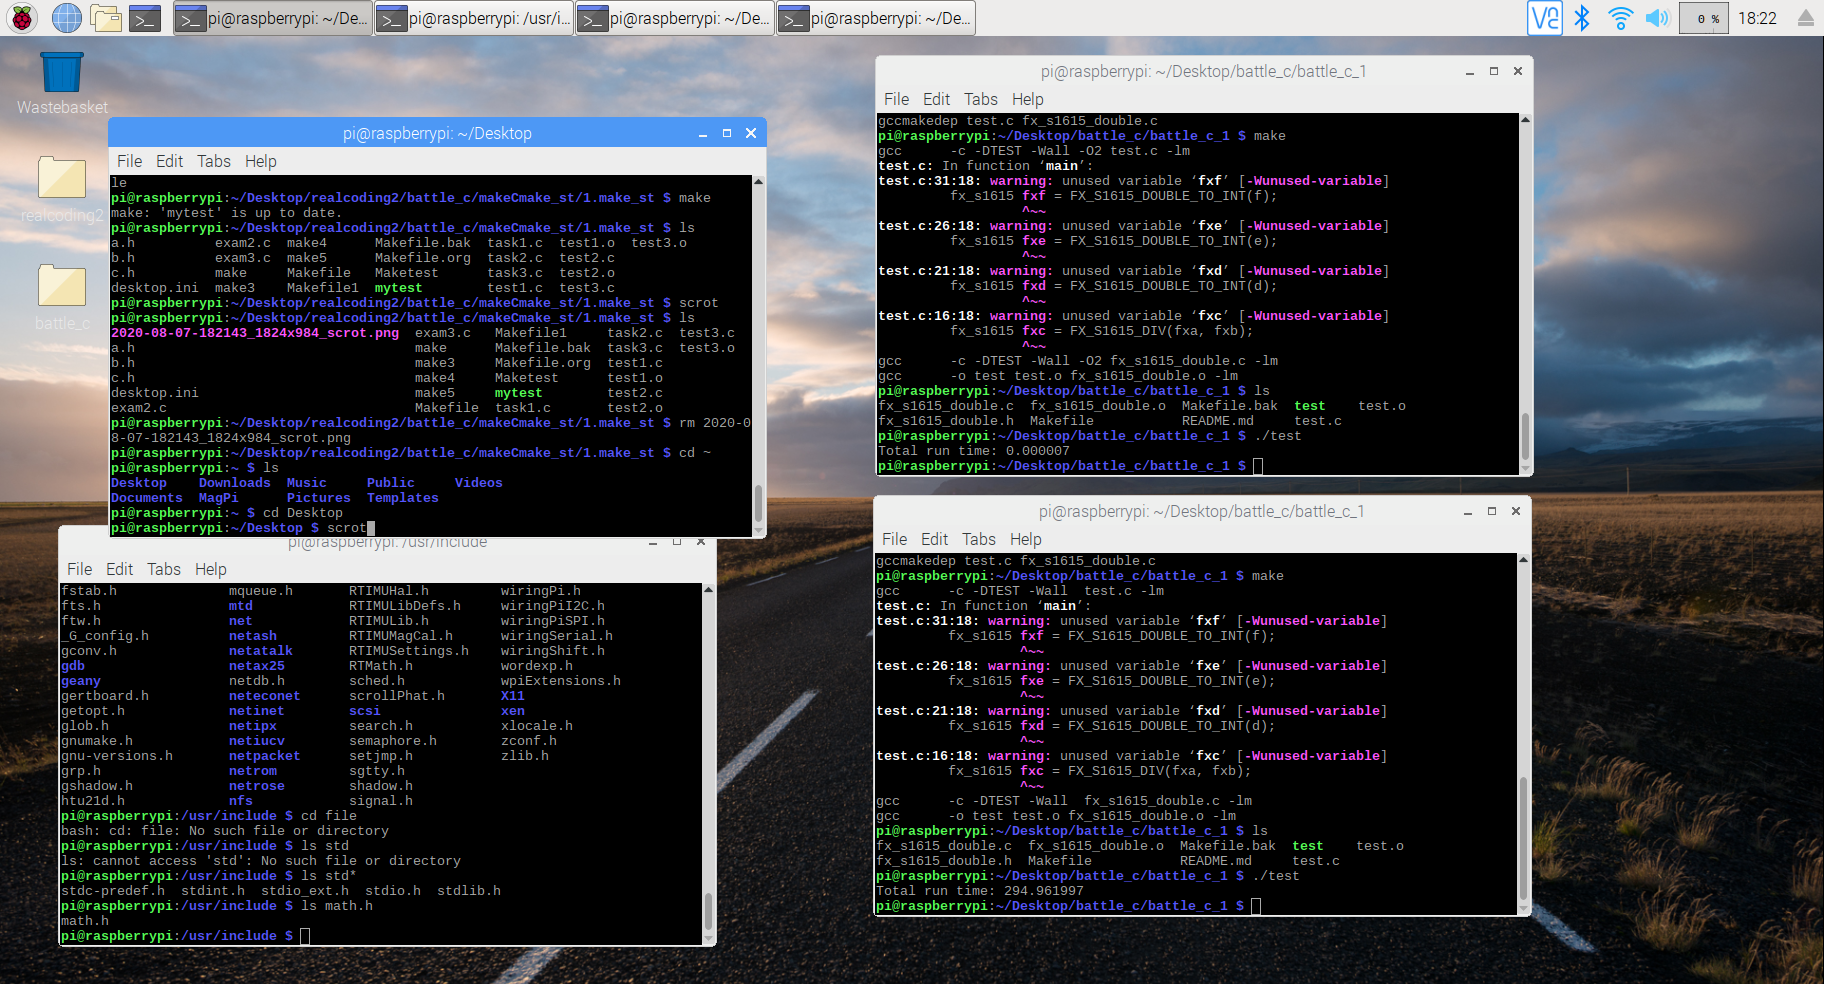 pi@raspberrypi: ~/De...
pi@raspberrypi: /usr/i...
pi@raspberrypi: ~/De...
pi@raspberrypi: ~/De...
0 %
18:22
Wastebasket
realcoding2
battle_c
pi@raspberrypi: ~/Desktop
File Edit Tabs Help
le
pi@raspberrypi:~/Desktop/realcoding2/battle_c/makeCmake_st/1.make_st $ make
make: 'mytest' is up to date.
pi@raspberrypi:~/Desktop/realcoding2/battle_c/makeCmake_st/1.make_st $ ls
a.h          exam2.c  make4      Makefile.bak  task1.c  test1.o  test3.o
b.h          exam3.c  make5      Makefile.org  task2.c  test2.c
c.h          make     Makefile   Maketest      task3.c  test2.o
desktop.ini  make3    Makefile1  mytest        test1.c  test3.c
pi@raspberrypi:~/Desktop/realcoding2/battle_c/makeCmake_st/1.make_st $ scrot
pi@raspberrypi:~/Desktop/realcoding2/battle_c/makeCmake_st/1.make_st $ ls
2020-08-07-182143_1824x984_scrot.png  exam3.c   Makefile1     task2.c  test3.c
a.h                                   make      Makefile.bak  task3.c  test3.o
b.h                                   make3     Makefile.org  test1.c
c.h                                   make4     Maketest      test1.o
desktop.ini                           make5     mytest        test2.c
exam2.c                               Makefile  task1.c       test2.o
pi@raspberrypi:~/Desktop/realcoding2/battle_c/makeCmake_st/1.make_st $ rm 2020-0
8-07-182143_1824x984_scrot.png
pi@raspberrypi:~/Desktop/realcoding2/battle_c/makeCmake_st/1.make_st $ cd ~
pi@raspberrypi:~ $ ls
Desktop    Downloads  Music     Public     Videos
Documents  MagPi      Pictures  Templates
pi@raspberrypi:~ $ cd Desktop
pi@raspberrypi:~/Desktop $ scrot
pi@raspberrypi: /usr/include
File Edit Tabs Help
fstab.h              mqueue.h       RTIMUHal.h         wiringPi.h
fts.h                mtd            RTIMULibDefs.h     wiringPiI2C.h
ftw.h                net            RTIMULib.h         wiringPiSPI.h
_G_config.h          netash         RTIMUMagCal.h      wiringSerial.h
gconv.h              netatalk       RTIMUSettings.h    wiringShift.h
gdb                  netax25        RTMath.h           wordexp.h
geany                netdb.h        sched.h            wpiExtensions.h
gertboard.h          neteconet      scrollPhat.h       X11
getopt.h             netinet        scsi               xen
glob.h               netipx         search.h           xlocale.h
gnumake.h            netiucv        semaphore.h        zconf.h
gnu-versions.h       netpacket      setjmp.h           zlib.h
grp.h                netrom         sgtty.h
gshadow.h            netrose        shadow.h
htu21d.h             nfs            signal.h
pi@raspberrypi:/usr/include $ cd file
bash: cd: file: No such file or directory
pi@raspberrypi:/usr/include $ ls std
ls: cannot access 'std': No such file or directory
pi@raspberrypi:/usr/include $ ls std*
stdc-predef.h  stdint.h  stdio_ext.h  stdio.h  stdlib.h
pi@raspberrypi:/usr/include $ ls math.h
math.h
pi@raspberrypi:/usr/include $
pi@raspberrypi: ~/Desktop/battle_c/battle_c_1
File Edit Tabs Help
gccmakedep test.c fx_s1615_double.c
pi@raspberrypi:~/Desktop/battle_c/battle_c_1 $ make
gcc      -c -DTEST -Wall -O2 test.c -lm
test.c: In function ‘main’:
test.c:31:18: warning: unused variable ‘fxf’ [-Wunused-variable]
fx_s1615 fxf = FX_S1615_DOUBLE_TO_INT(f);
^~~
test.c:26:18: warning: unused variable ‘fxe’ [-Wunused-variable]
fx_s1615 fxe = FX_S1615_DOUBLE_TO_INT(e);
^~~
test.c:21:18: warning: unused variable ‘fxd’ [-Wunused-variable]
fx_s1615 fxd = FX_S1615_DOUBLE_TO_INT(d);
^~~
test.c:16:18: warning: unused variable ‘fxc’ [-Wunused-variable]
fx_s1615 fxc = FX_S1615_DIV(fxa, fxb);
^~~
gcc      -c -DTEST -Wall -O2 fx_s1615_double.c -lm
gcc      -o test test.o fx_s1615_double.o -lm
pi@raspberrypi:~/Desktop/battle_c/battle_c_1 $ ls
fx_s1615_double.c  fx_s1615_double.o  Makefile.bak  test    test.o
fx_s1615_double.h  Makefile           README.md     test.c
pi@raspberrypi:~/Desktop/battle_c/battle_c_1 $ ./test
Total run time: 0.000007
pi@raspberrypi:~/Desktop/battle_c/battle_c_1 $
pi@raspberrypi: ~/Desktop/battle_c/battle_c_1
File Edit Tabs Help
gccmakedep test.c fx_s1615_double.c
pi@raspberrypi:~/Desktop/battle_c/battle_c_1 $ make
gcc      -c -DTEST -Wall  test.c -lm
test.c: In function ‘main’:
test.c:31:18: warning: unused variable ‘fxf’ [-Wunused-variable]
fx_s1615 fxf = FX_S1615_DOUBLE_TO_INT(f);
^~~
test.c:26:18: warning: unused variable ‘fxe’ [-Wunused-variable]
fx_s1615 fxe = FX_S1615_DOUBLE_TO_INT(e);
^~~
test.c:21:18: warning: unused variable ‘fxd’ [-Wunused-variable]
fx_s1615 fxd = FX_S1615_DOUBLE_TO_INT(d);
^~~
test.c:16:18: warning: unused variable ‘fxc’ [-Wunused-variable]
fx_s1615 fxc = FX_S1615_DIV(fxa, fxb);
^~~
gcc      -c -DTEST -Wall  fx_s1615_double.c -lm
gcc      -o test test.o fx_s1615_double.o -lm
pi@raspberrypi:~/Desktop/battle_c/battle_c_1 $ ls
fx_s1615_double.c  fx_s1615_double.o  Makefile.bak  test    test.o
fx_s1615_double.h  Makefile           README.md     test.c
pi@raspberrypi:~/Desktop/battle_c/battle_c_1 $ ./test
Total run time: 294.961997
pi@raspberrypi:~/Desktop/battle_c/battle_c_1 $